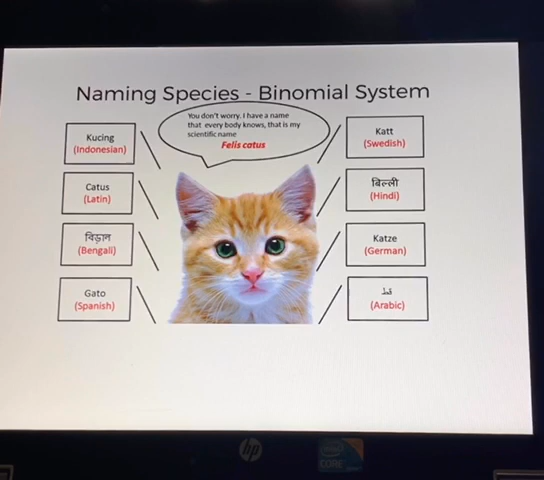 Naming Species - Binomial System
You don't worry. I have a name
that every body knows, that is my
scientific name
Felis catus
Kucing
(Indonesian)
Catus
(Latin)
বিড়াল
(Bengali)
Gato
(Spanish)
Katt
(Swedish)
बिल्ली
(Hindi)
Katze
(German)
قط
(Arabic)
hp
intel
CORE